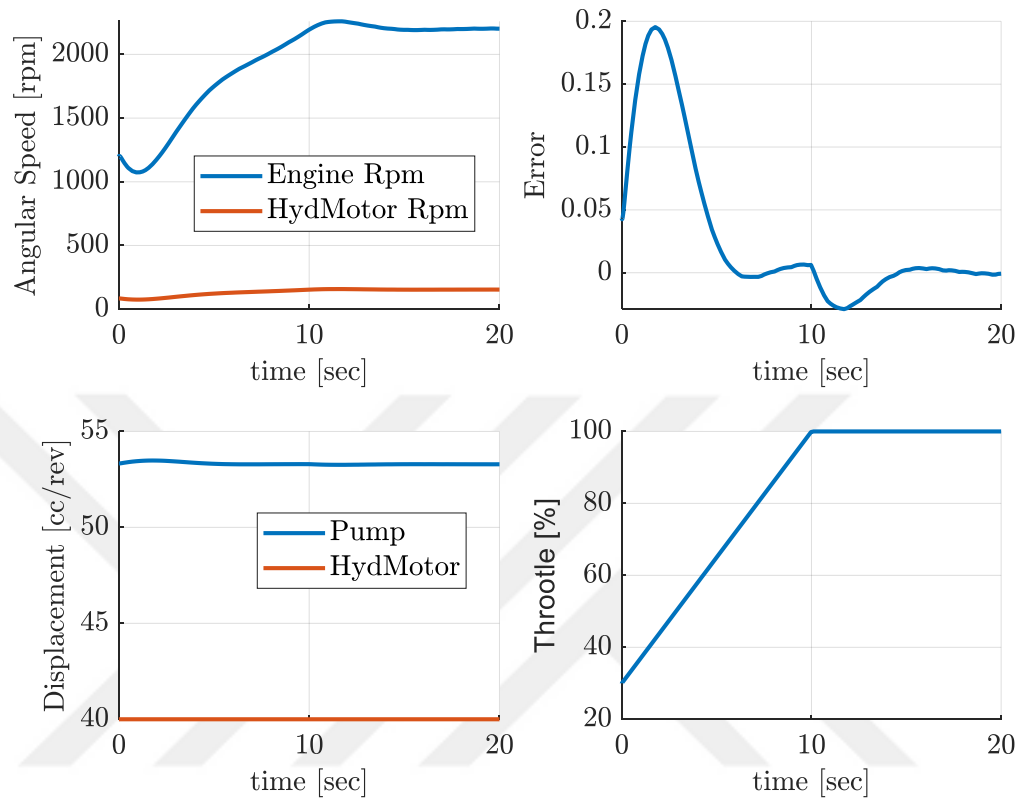 2000
1500
1000
500
0
Angular Speed [rpm]
Engine Rpm
HydMotor Rpm
0 10 20
time [sec]
0.2
0.15
0.1
0.05
0
Error
0 10 20
time [sec]
55
50
45
40
Displacement [cc/rev]
Pump
HydMotor
0 10 20
time [sec]
100
80
60
40
20
Throotle [%]
0 10 20
time [sec]